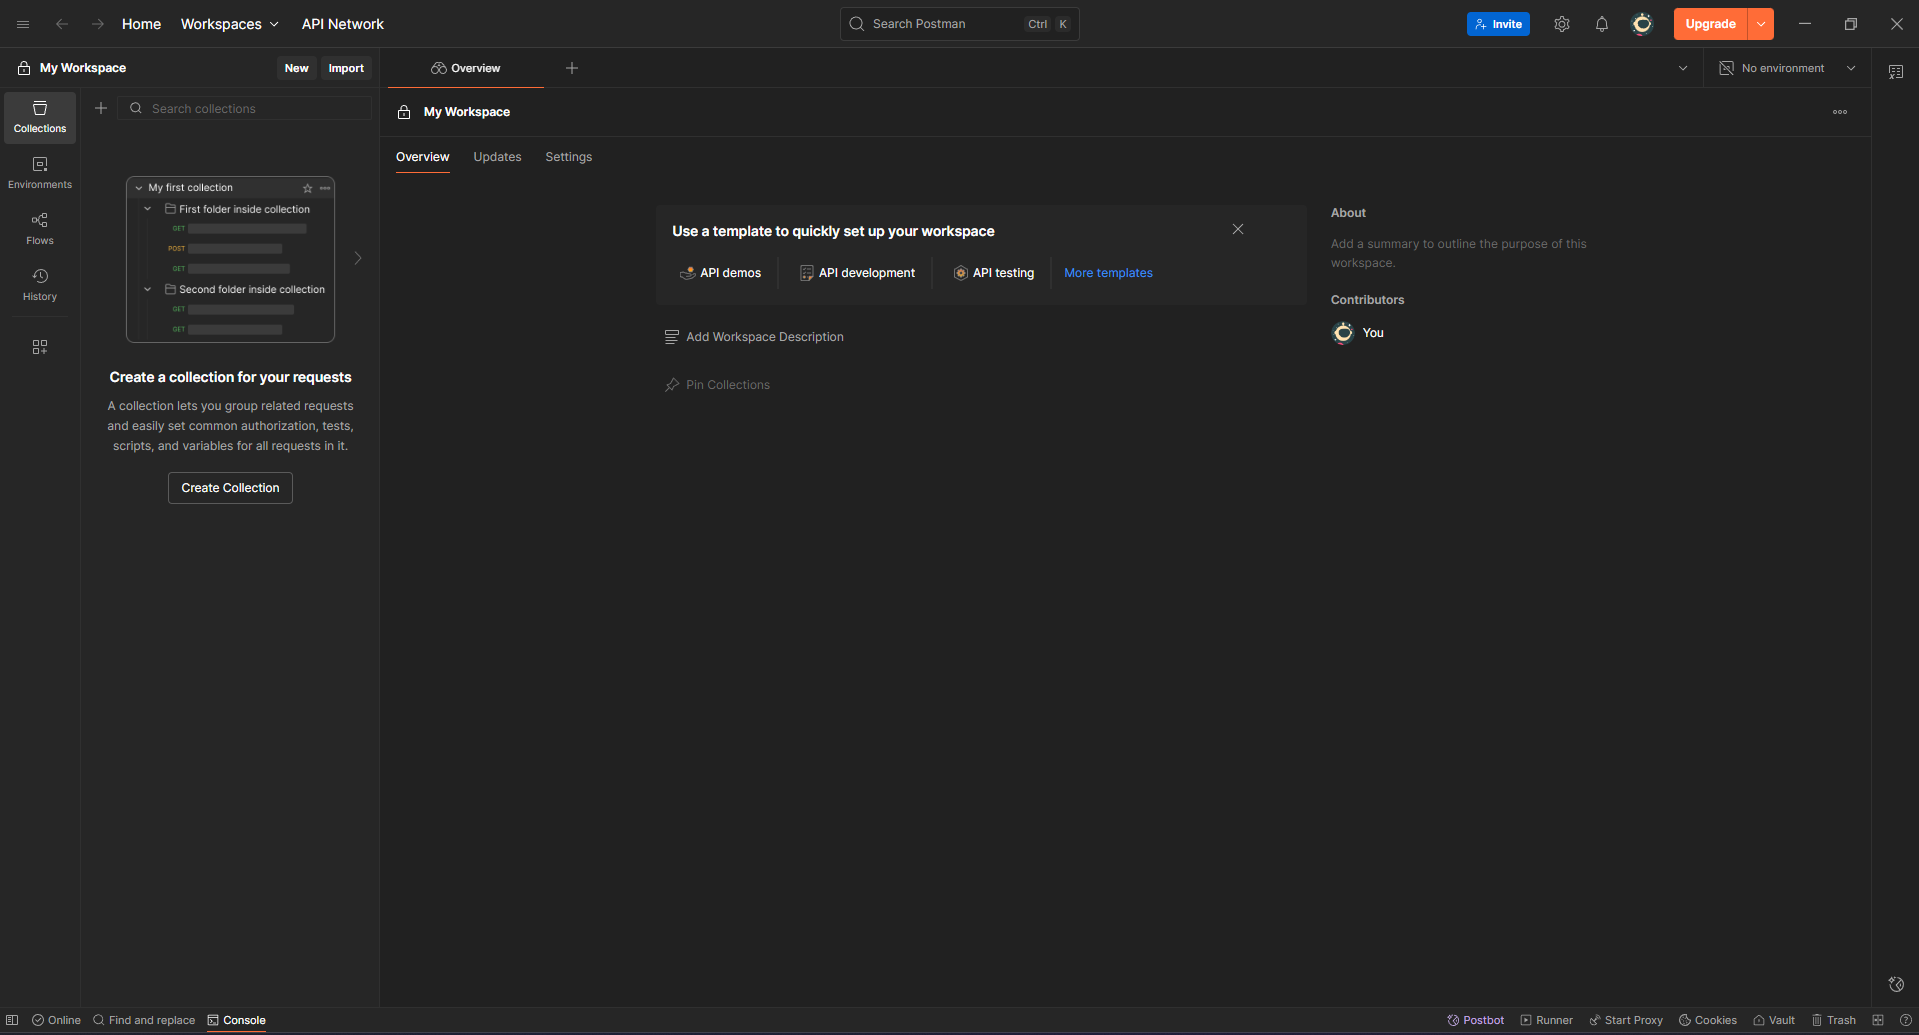 Home Workspaces API Network Search Postman Ctrl K Invite Upgrade
My Workspace New Import Overview No environment
Collections
Search collections
Environments
Flows
History
My first collection
First folder inside collection
GET
POST
GET
Second folder inside collection
GET
GET
Create a collection for your requests
A collection lets you group related requests
and easily set common authorization, tests,
scripts, and variables for all requests in it.
Create Collection
My Workspace
Overview Updates Settings
Use a template to quickly set up your workspace
API demos API development API testing More templates
Add Workspace Description
Pin Collections
About
Add a summary to outline the purpose of this
workspace.
Contributors
You
Online Find and replace Console Postbot Runner Start Proxy Cookies Vault Trash